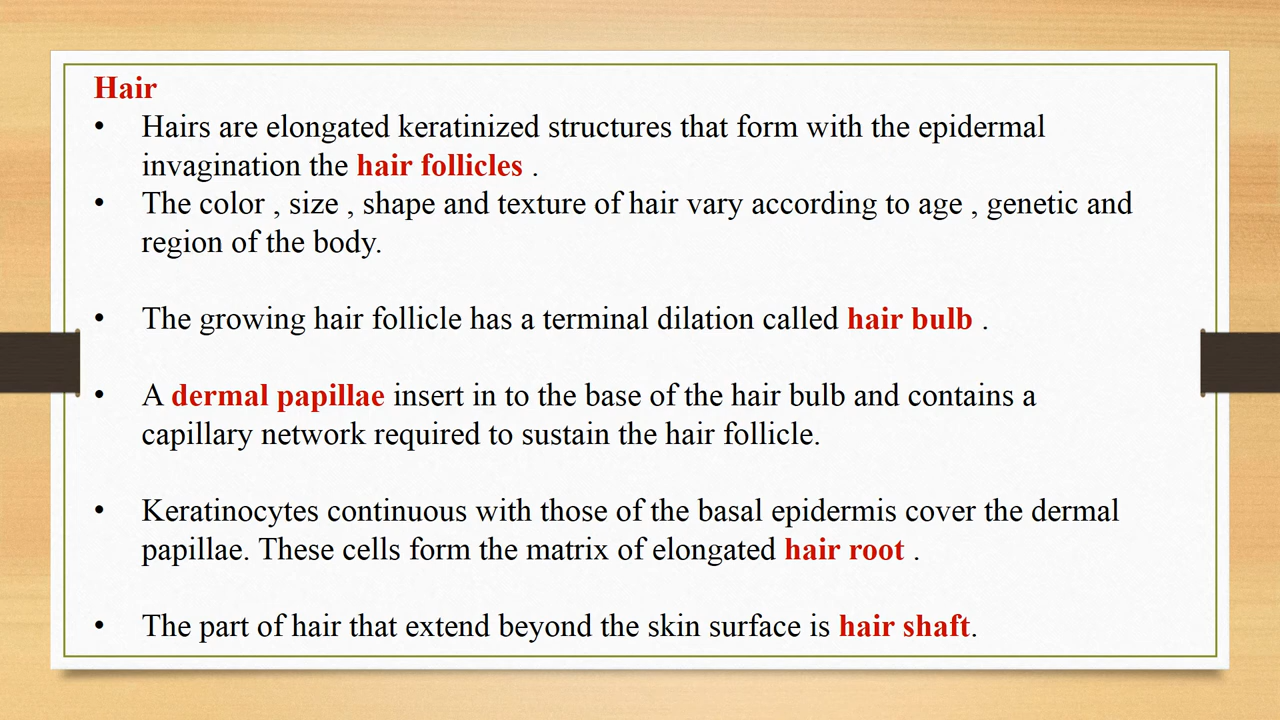 Hair
• Hairs are elongated keratinized structures that form with the epidermal
invagination the hair follicles .
• The color , size , shape and texture of hair vary according to age , genetic and
region of the body.
• The growing hair follicle has a terminal dilation called hair bulb .
• A dermal papillae insert in to the base of the hair bulb and contains a
capillary network required to sustain the hair follicle.
• Keratinocytes continuous with those of the basal epidermis cover the dermal
papillae. These cells form the matrix of elongated hair root .
• The part of hair that extend beyond the skin surface is hair shaft.